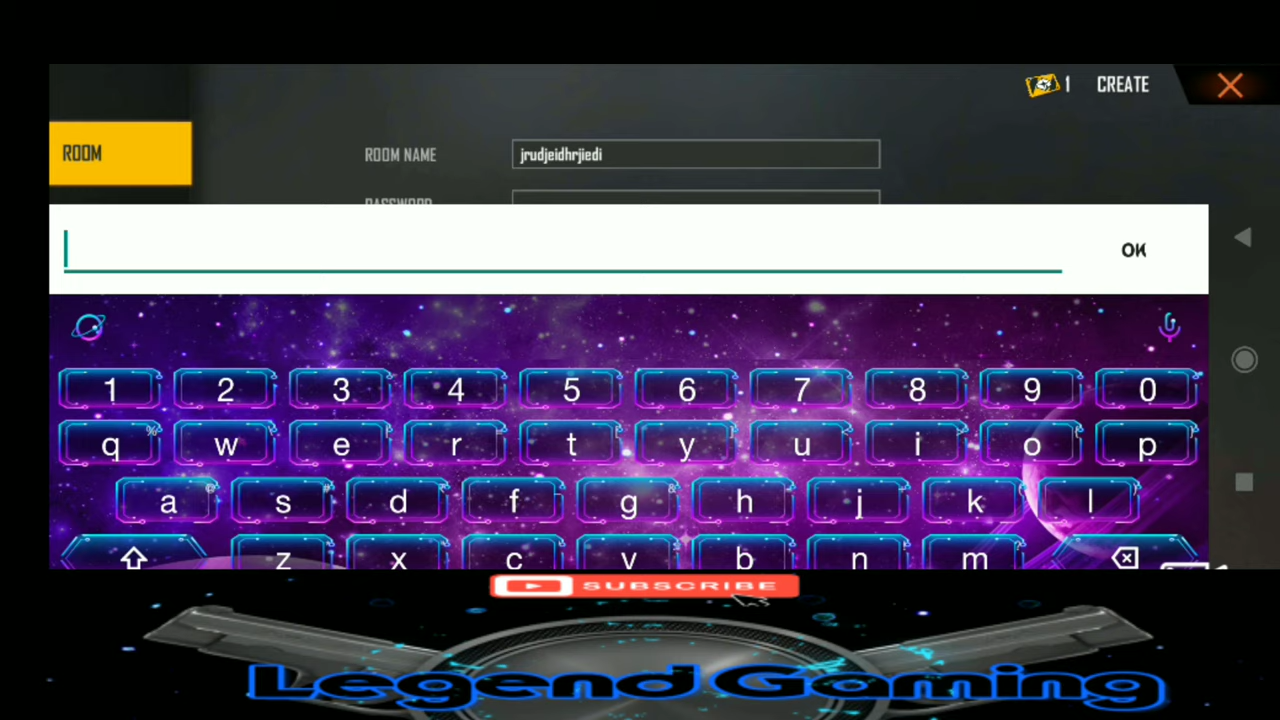 1 CREATE
ROOM
ROOM NAME jrudjeidhrjiedi
PASSWORD
OK
1 2 3 4 5 6 7 8 9 0
q w e r t y u i o p
a s d f g h j k l
z x c v b n m
SUBSCRIBE
Legend Gaming